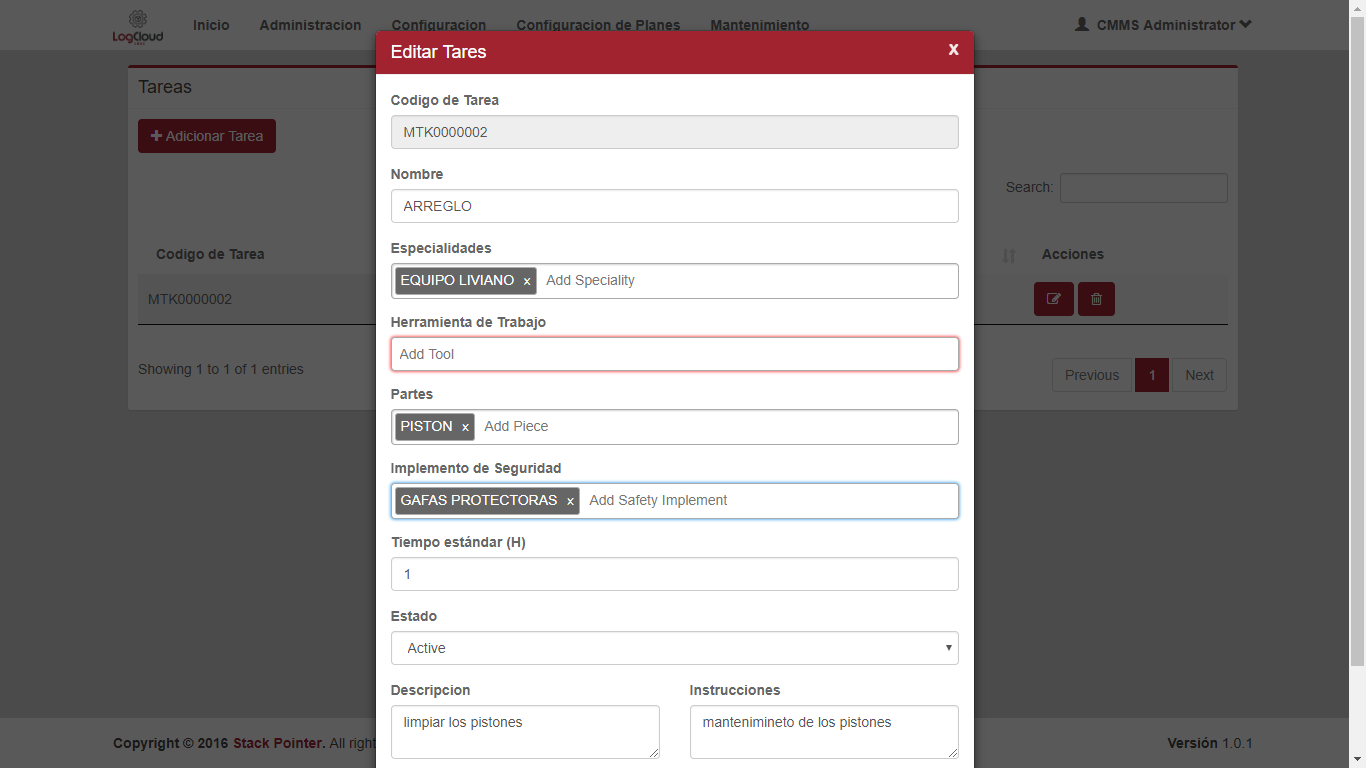 LogCloud
Inicio Administracion Configuracion Configuracion de Planes Mantenimiento CMMS Administrator
Editar Tares x
Tareas
Adicionar Tarea
Search:
Codigo de Tarea Acciones
MTK0000002
Showing 1 to 1 of 1 entries
Previous 1 Next
Codigo de Tarea
MTK0000002
Nombre
ARREGLO
Especialidades
EQUIPO LIVIANO x Add Speciality
Herramienta de Trabajo
Add Tool
Partes
PISTON x Add Piece
Implemento de Seguridad
GAFAS PROTECTORAS x Add Safety Implement
Tiempo estándar (H)
1
Estado
Active
Descripcion Instrucciones
limpiar los pistones mantenimineto de los pistones
Copyright © 2016 Stack Pointer. All right Versión 1.0.1